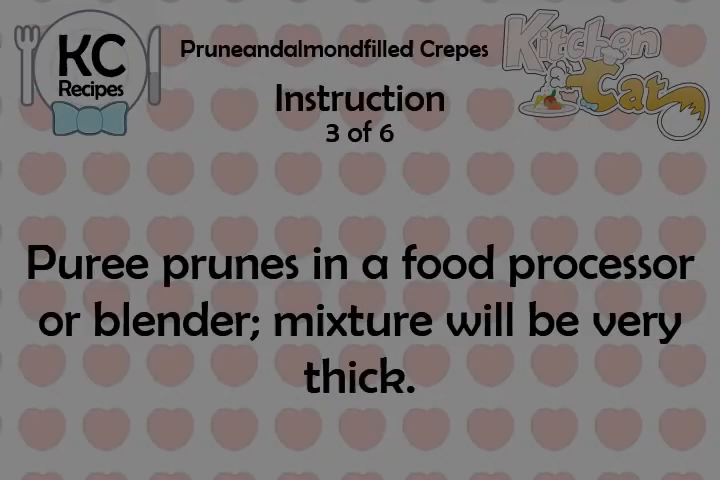 KC
Recipes
Pruneandalmondfilled Crepes
Kitchen
Cat
Instruction
3 of 6
Puree prunes in a food processor
or blender; mixture will be very
thick.